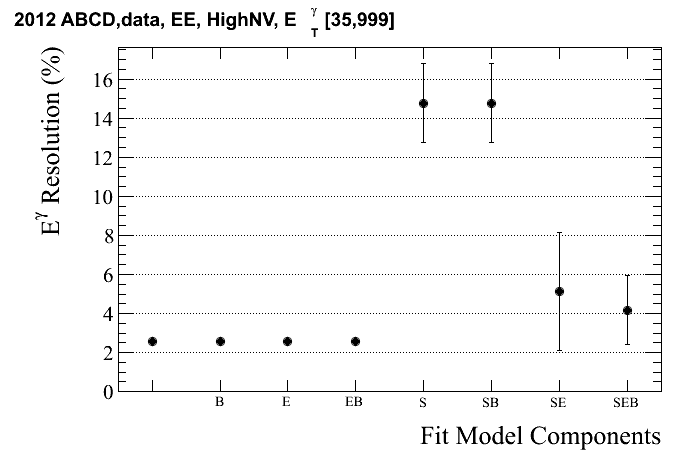 2012 ABCD,data, EE, HighNV, E γ T [35,999]
E γ Resolution (%)
16
14
12
10
8
6
4
2
0
B E EB S SB SE SEB
Fit Model Components